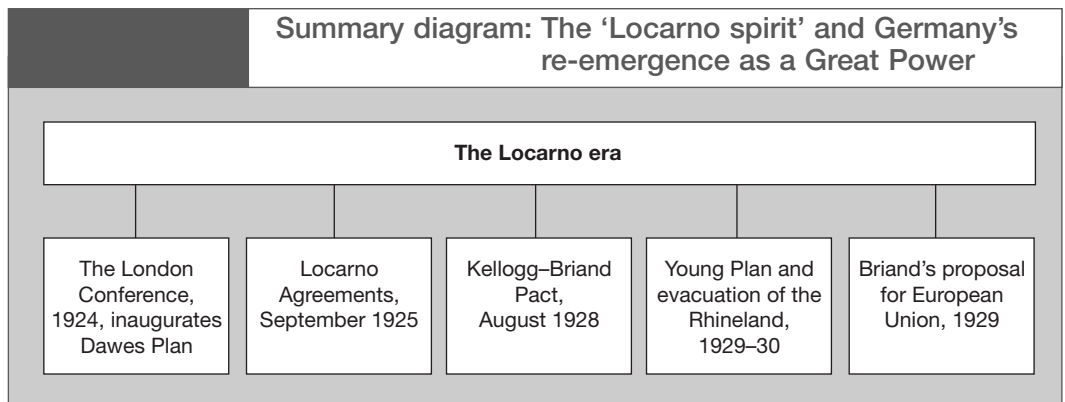 Summary diagram: The ‘Locarno spirit’ and Germany’s
re-emergence as a Great Power
The Locarno era
The London
Conference,
1924, inaugurates
Dawes Plan
Locarno
Agreements,
September 1925
Kellogg–Briand
Pact,
August 1928
Young Plan and
evacuation of the
Rhineland,
1929–30
Briand’s proposal
for European
Union, 1929